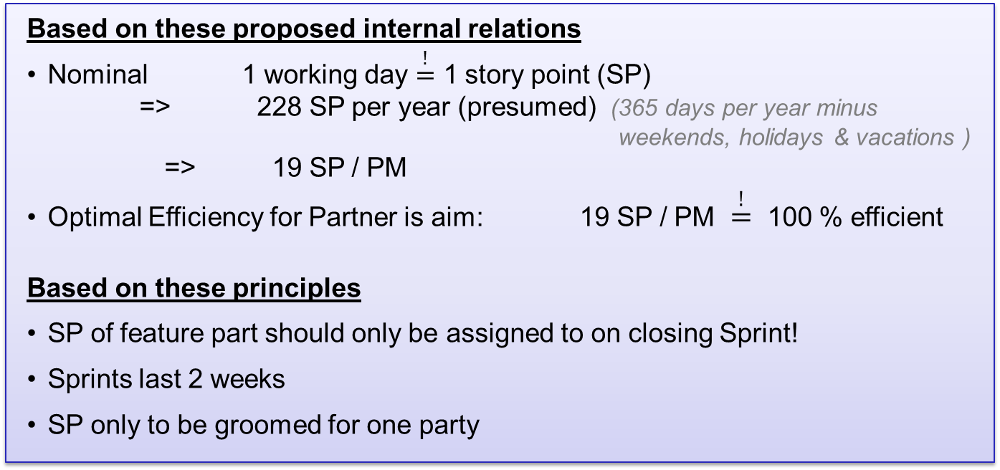 Based on these proposed internal relations
• Nominal 1 working day =! 1 story point (SP)
=> 228 SP per year (presumed) (365 days per year minus
weekends, holidays & vacations )
=> 19 SP / PM
• Optimal Efficiency for Partner is aim: 19 SP / PM =! 100 % efficient
Based on these principles
• SP of feature part should only be assigned to on closing Sprint!
• Sprints last 2 weeks
• SP only to be groomed for one party